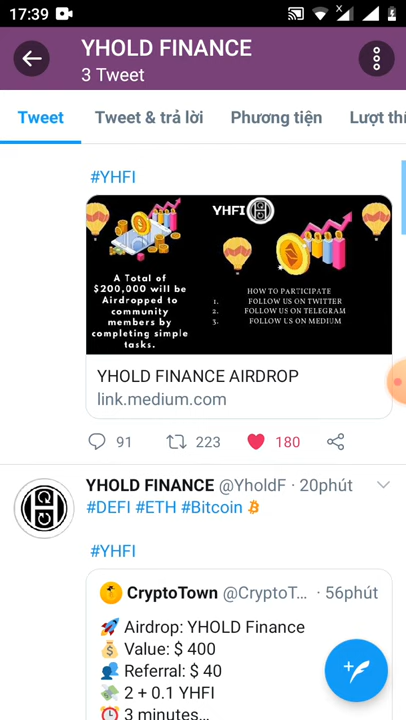 17:39
YHOLD FINANCE
3 Tweet
Tweet
Tweet & trả lời
Phương tiện
Lượt thí
#YHFI
YHFI
A Total of
$200,000 will be
Airdropped to
community
members by
completing simple
tasks.
HOW TO PARTICIPATE
1. FOLLOW US ON TWITTER
2. FOLLOW US ON TELEGRAM
3. FOLLOW US ON MEDIUM
YHOLD FINANCE AIRDROP
link.medium.com
91 223 180
YHOLD FINANCE @YholdF · 20phút
#DEFI #ETH #Bitcoin
#YHFI
CryptoTown @CryptoT... · 56phút
🚀 Airdrop: YHOLD Finance
💰 Value: $ 400
👥 Referral: $ 40
💸 2 + 0.1 YHFI
⏰ 3 minutes...